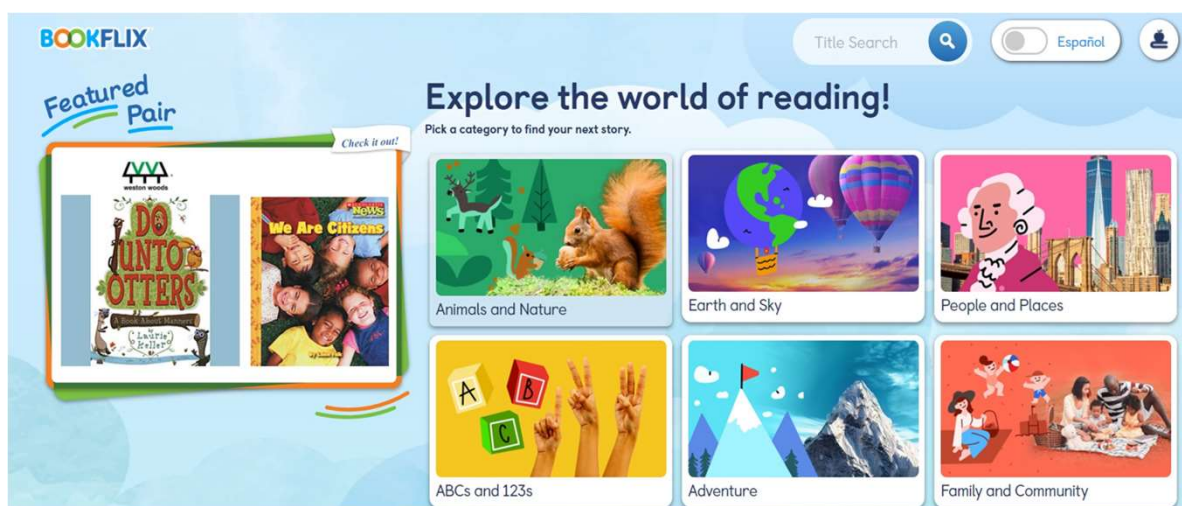 BOOKFLIX
Title Search
Español
Featured
Pair
Explore the world of reading!
Pick a category to find your next story.
Check it out!
weston woods
DO
UNTO
OTTERS
A Book About Manners
by
Laurie
Keller
NEWS
We Are Citizens
Animals and Nature
Earth and Sky
People and Places
A
B
C
ABCs and 123s
Adventure
Family and Community